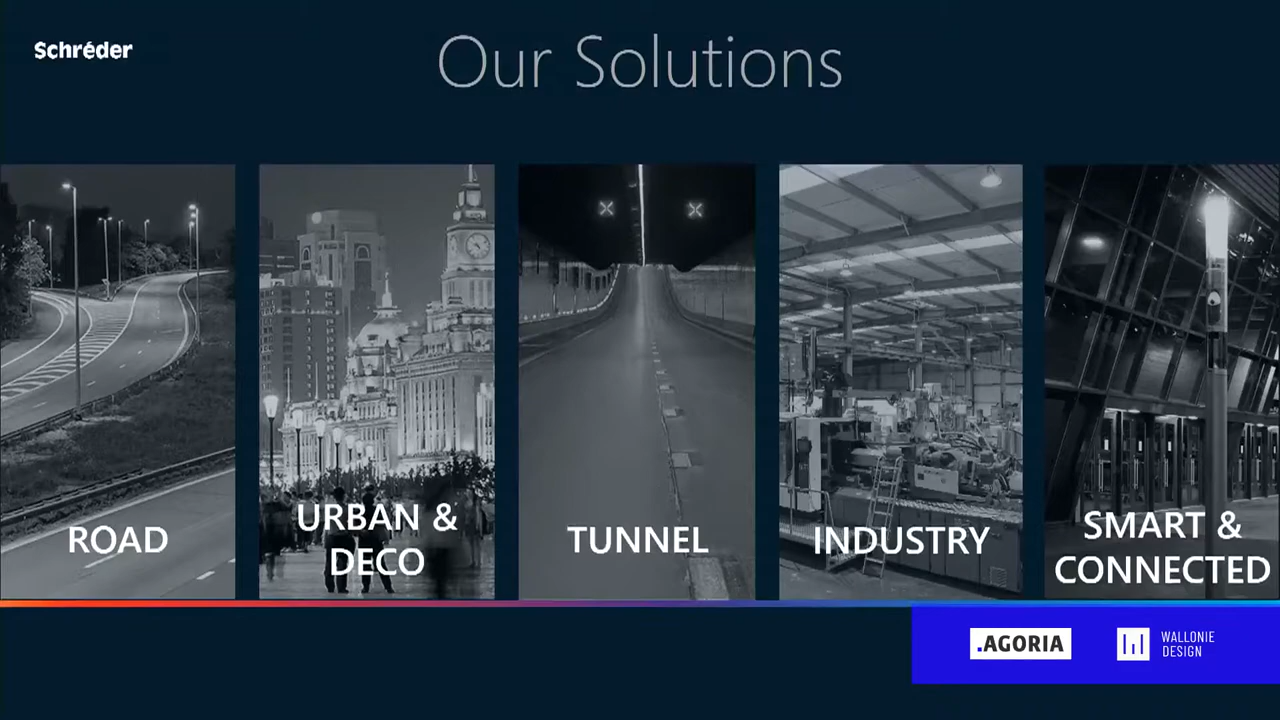 Schréder
Our Solutions
ROAD
URBAN &
DECO
TUNNEL
INDUSTRY
SMART &
CONNECTED
.AGORIA
WALLONIE
DESIGN